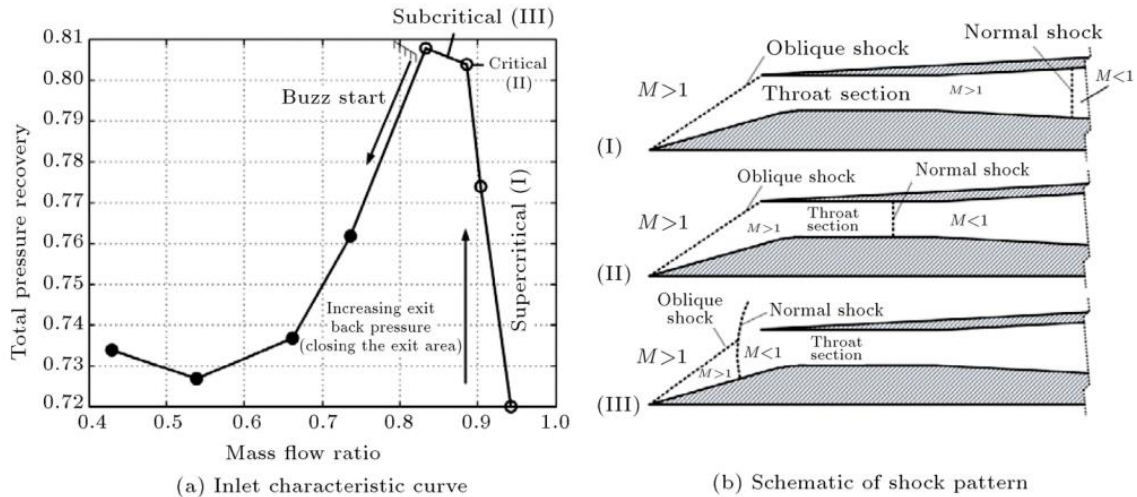 Subcritical (III)
Critical
(II)
Buzz start
Supercritical (I)
Increasing exit
back pressure
(closing the exit area)
Total pressure recovery
0.81
0.80
0.79
0.78
0.77
0.76
0.75
0.74
0.73
0.72
0.4
0.5
0.6
0.7
0.8
0.9
1.0
Mass flow ratio
(a) Inlet characteristic curve
Normal shock
Oblique shock
M>1
Throat section
M>1
M<1
(I)
Oblique shock
Normal shock
M>1
M>1
Throat
section
M<1
(II)
Oblique
shock
Normal shock
M>1
M<1
Throat
section
M>1
(III)
(b) Schematic of shock pattern